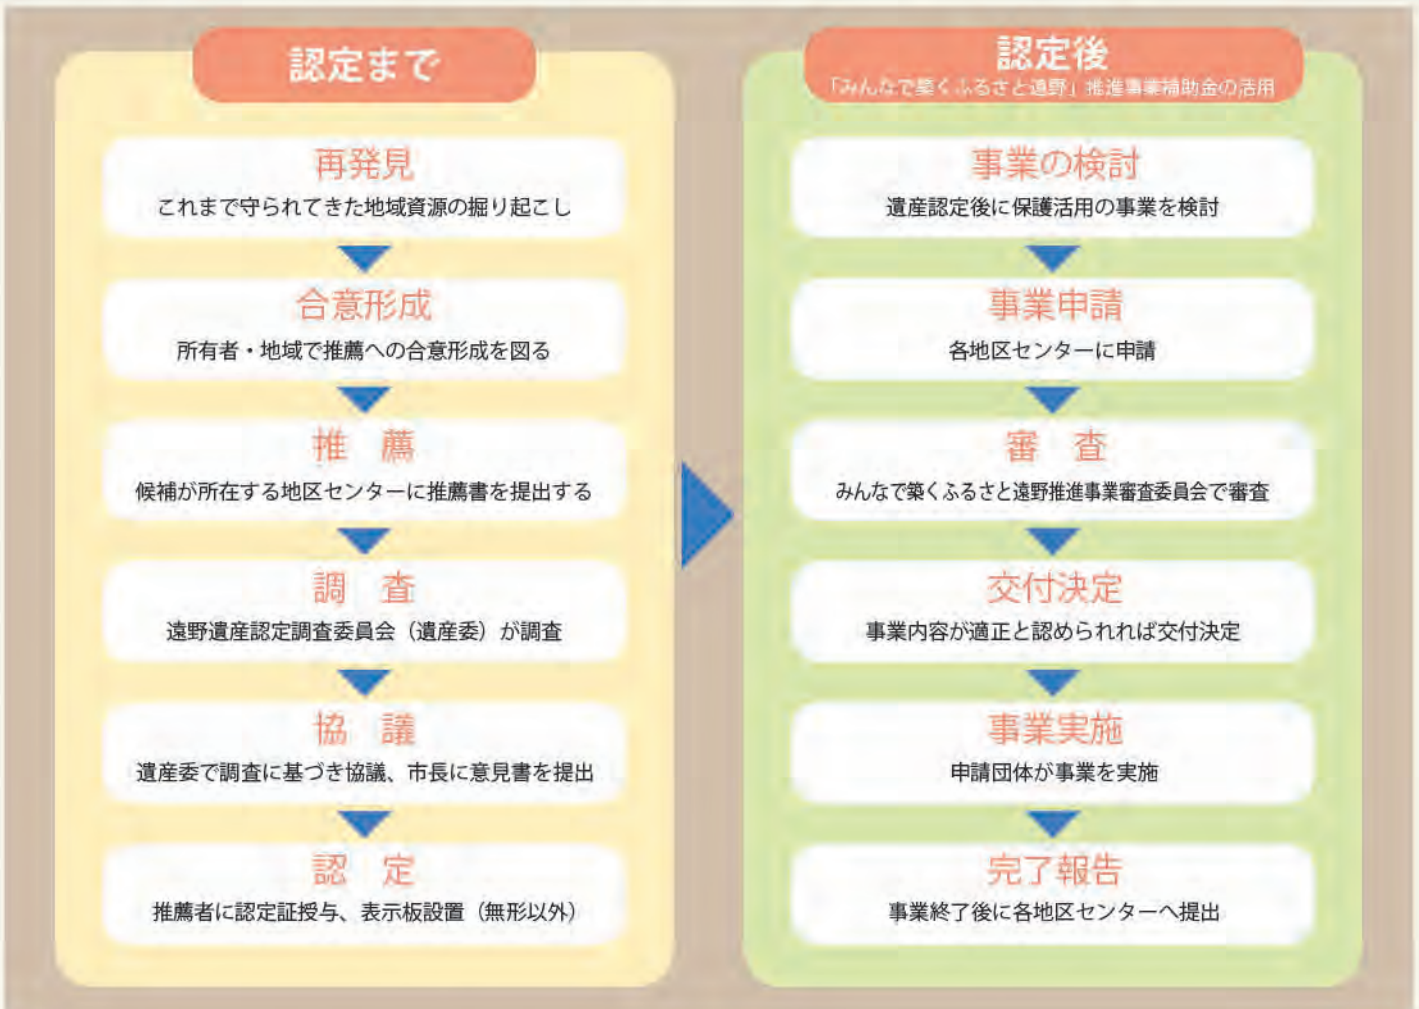 認定まで
再発見
これまで守られてきた地域資源の掘り起こし
合意形成
所有者・地域で推薦への合意形成を図る
推　薦
候補が所在する地区センターに推薦書を提出する
調　査
遠野遺産認定調査委員会（遺産委）が調査
協　議
遺産委で調査に基づき協議、市長に意見書を提出
認　定
推薦者に認定証授与、表示板設置（無形以外）
認定後
「みんなで築くふるさと遠野」推進事業補助金の活用
事業の検討
遺産認定後に保護活用の事業を検討
事業申請
各地区センターに申請
審　査
みんなで築くふるさと遠野推進事業審査委員会で審査
交付決定
事業内容が適正と認められれば交付決定
事業実施
申請団体が事業を実施
完了報告
事業終了後に各地区センターへ提出